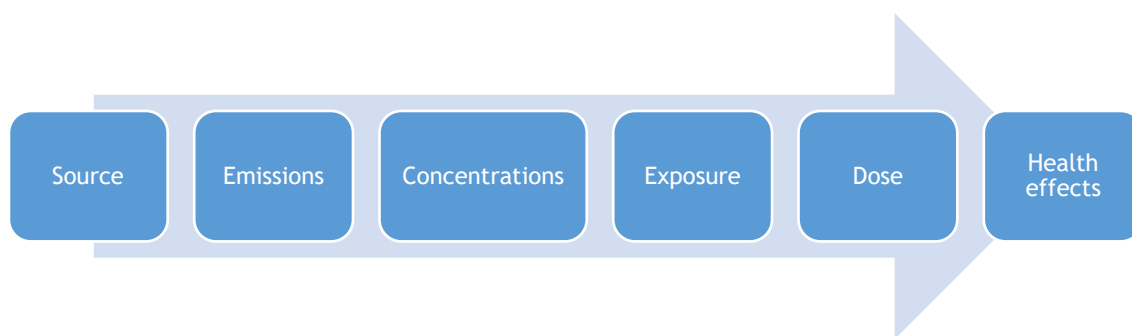 Source
Emissions
Concentrations
Exposure
Dose
Health
effects